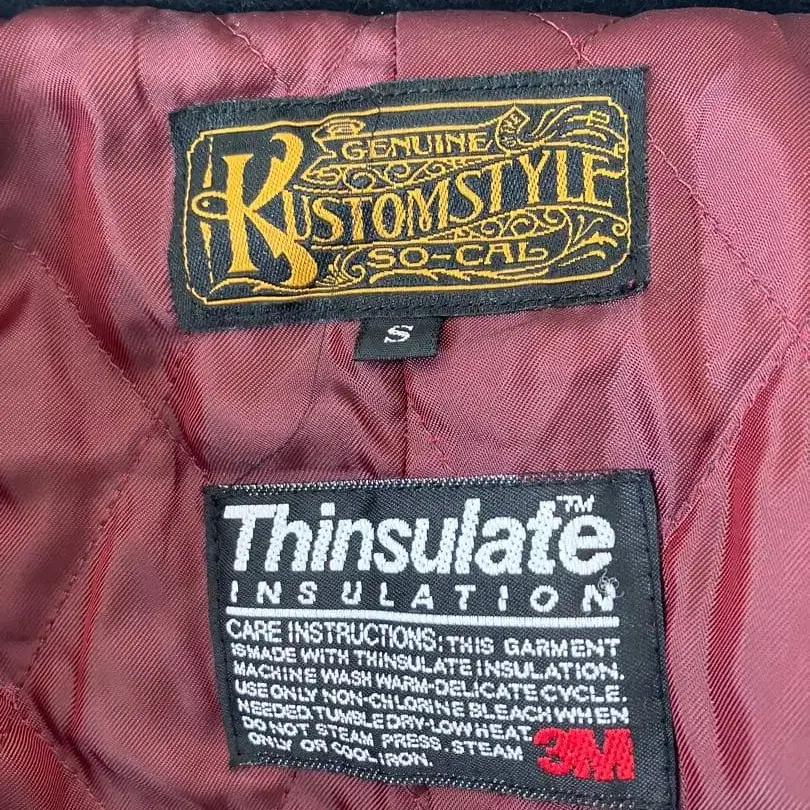 GENUINE
KUSTOMSTYLE
SO-CAL
S
Thinsulate™
INSULATION
CARE INSTRUCTIONS: THIS GARMENT
IS MADE WITH THINSULATE INSULATION.
MACHINE WASH WARM-DELICATE CYCLE.
USE ONLY NON-CHLORINE BLEACH WHEN
NEEDED.TUMBLE DRY-LOW HEAT.
DO NOT STEAM PRESS. STEAM
ONLY OR COOL IRON.
3M